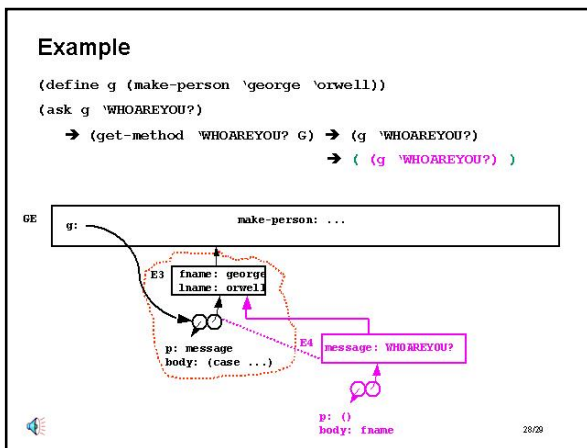 Example
(define g (make-person 'george 'orwell))
(ask g 'WHOAREYOU?)
➔ (get-method 'WHOAREYOU? G) ➔ (g 'WHOAREYOU?)
➔ ( (g 'WHOAREYOU?) )
GE
g:
make-person: ...
E3
fname: george
lname: orwell
p: message
body: (case ...)
E4
message: WHOAREYOU?
p: ()
body: fname
28/29